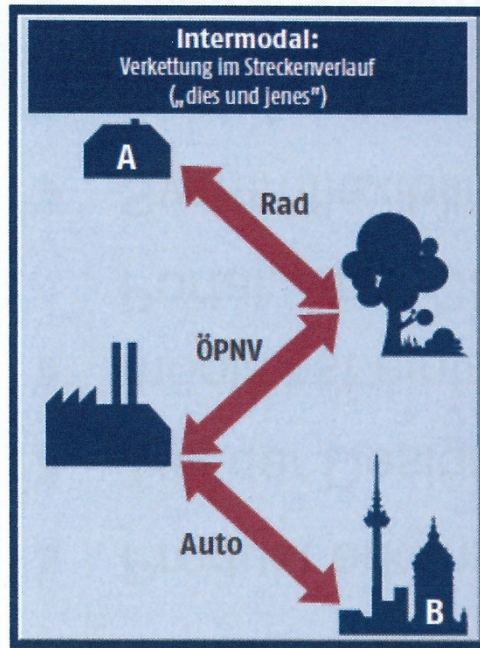 Intermodal:
Verkettung im Streckenverlauf
(„dies und jenes")
A
Rad
ÖPNV
Auto
B